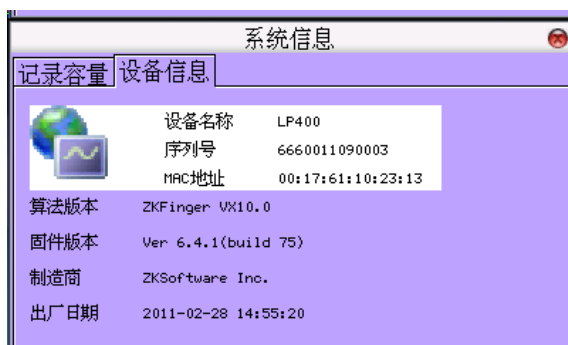 系统信息
记录容量 设备信息
设备名称 LP400
序列号 6660011090003
MAC地址 00:17:61:10:23:13
算法版本 ZKFinger VX10.0
固件版本 Ver 6.4.1(build 75)
制造商 ZKSoftware Inc.
出厂日期 2011-02-28 14:55:20